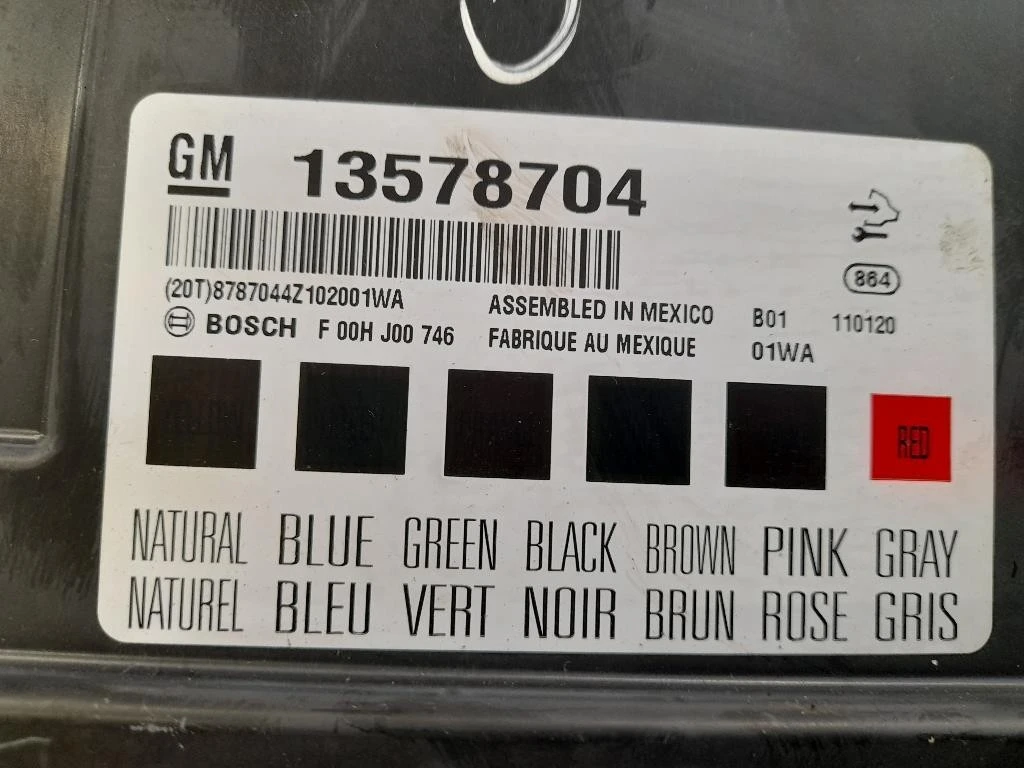 GM 13578704
864
(20T)8787044Z102001WA ASSEMBLED IN MEXICO B01 110120
BOSCH F 00H J00 746 FABRIQUE AU MEXIQUE 01WA
RED
NATURAL BLUE GREEN BLACK BROWN PINK GRAY
NATUREL BLEU VERT NOIR BRUN ROSE GRIS